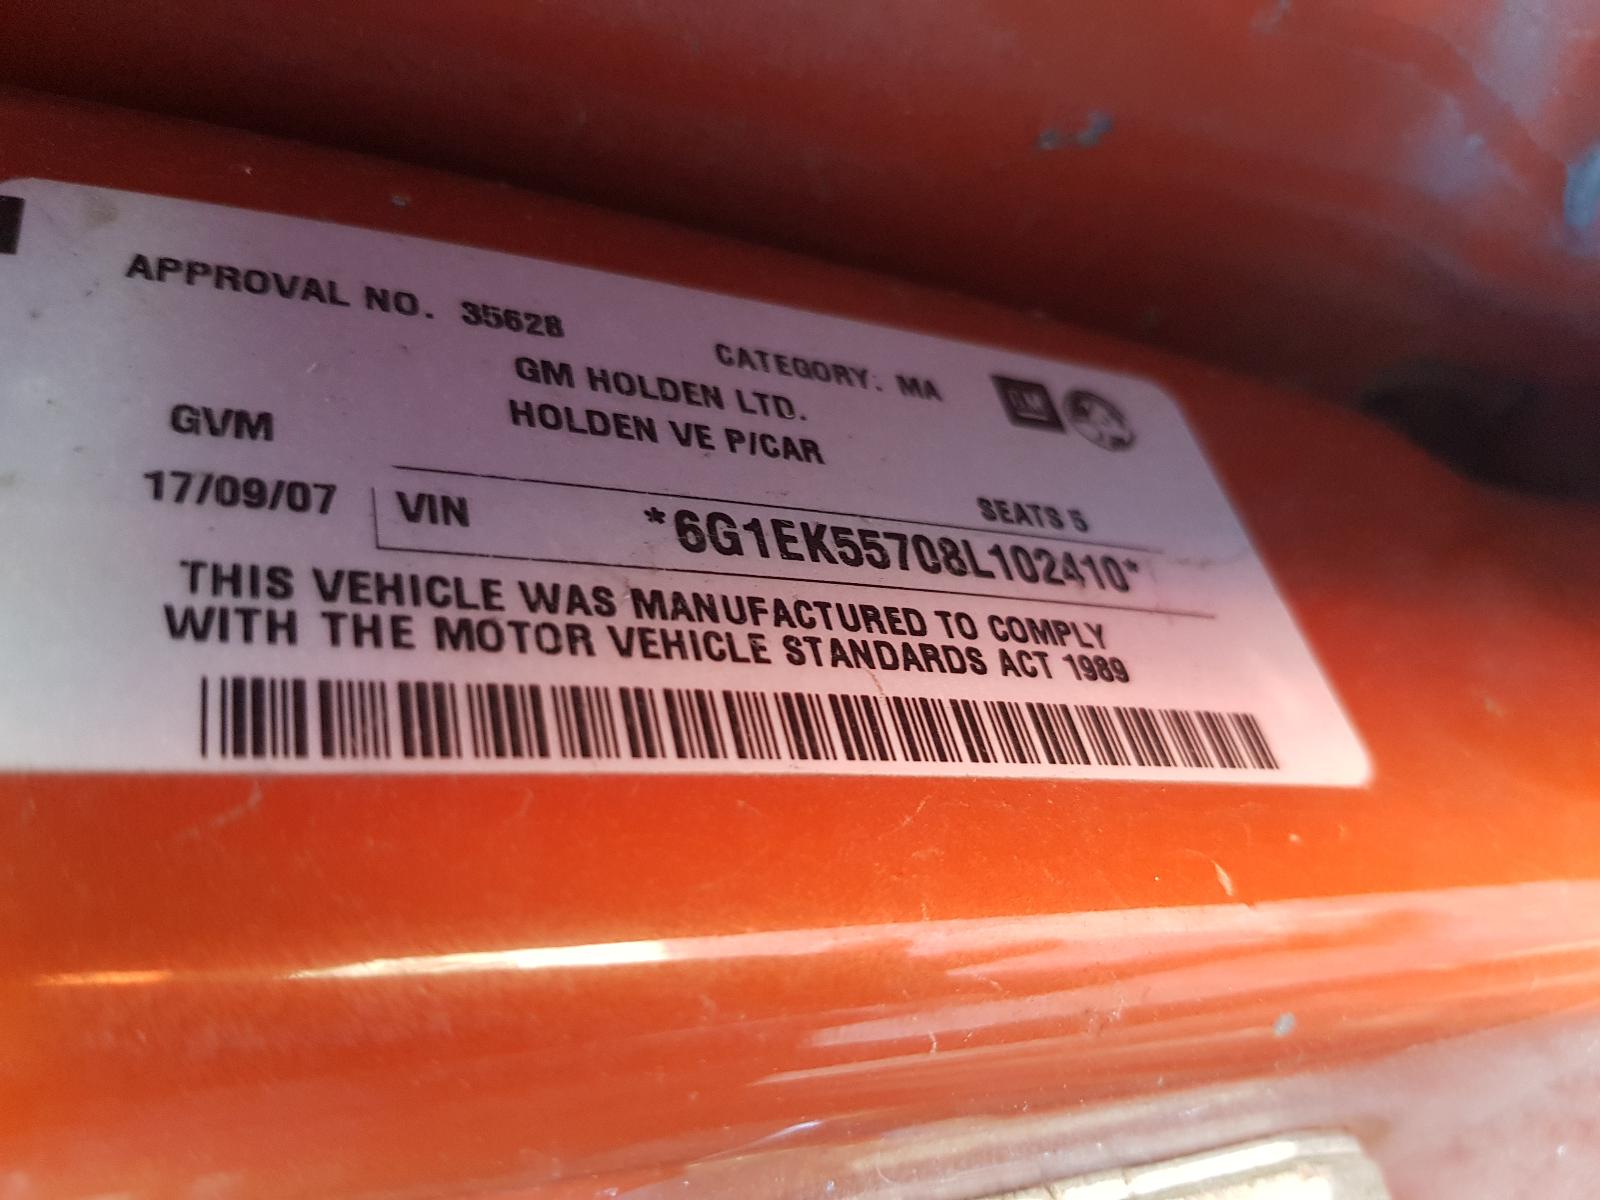 APPROVAL NO. 35628
CATEGORY: MA
GM
GM HOLDEN LTD.
HOLDEN VE P/CAR
GVM
SEATS 5
17/09/07
VIN *6G1EK55708L102410*
THIS VEHICLE WAS MANUFACTURED TO COMPLY
WITH THE MOTOR VEHICLE STANDARDS ACT 1989